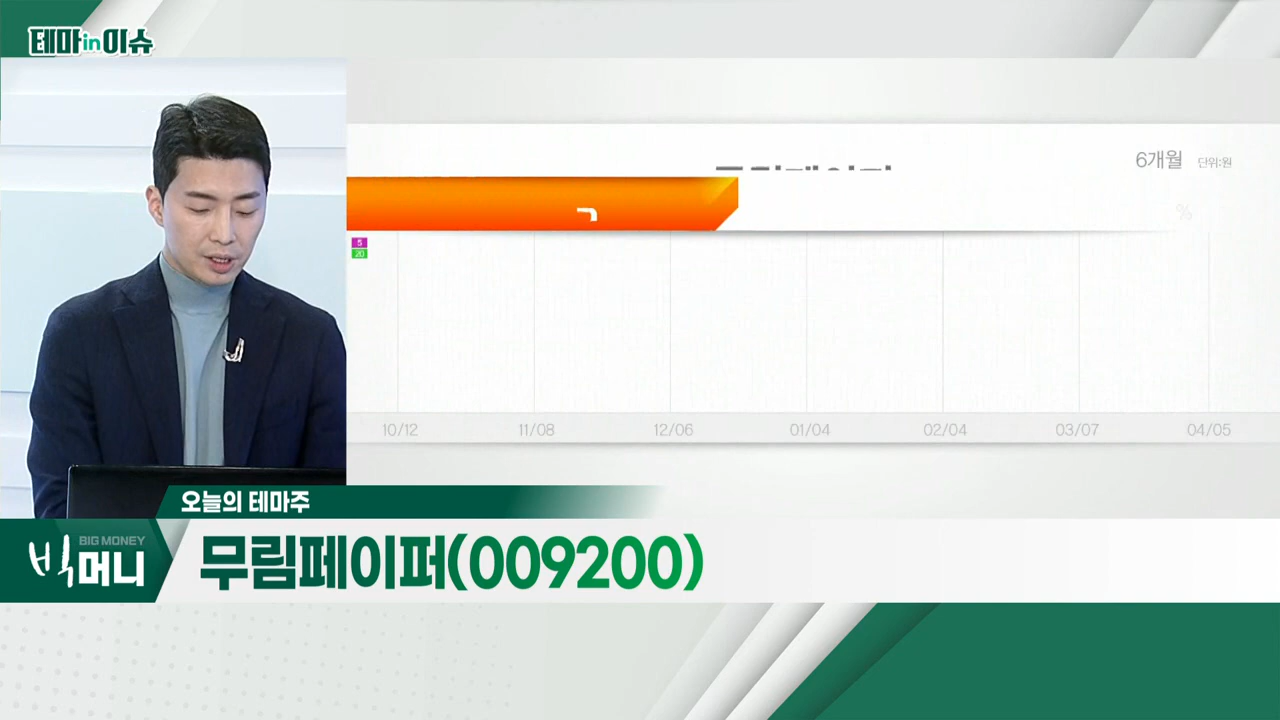 테마in이슈
6개월 단위:원
%
5
20
10/12 11/08 12/06 01/04 02/04 03/07 04/05
오늘의 테마주
BIG MONEY
빅머니
무림페이퍼(009200)